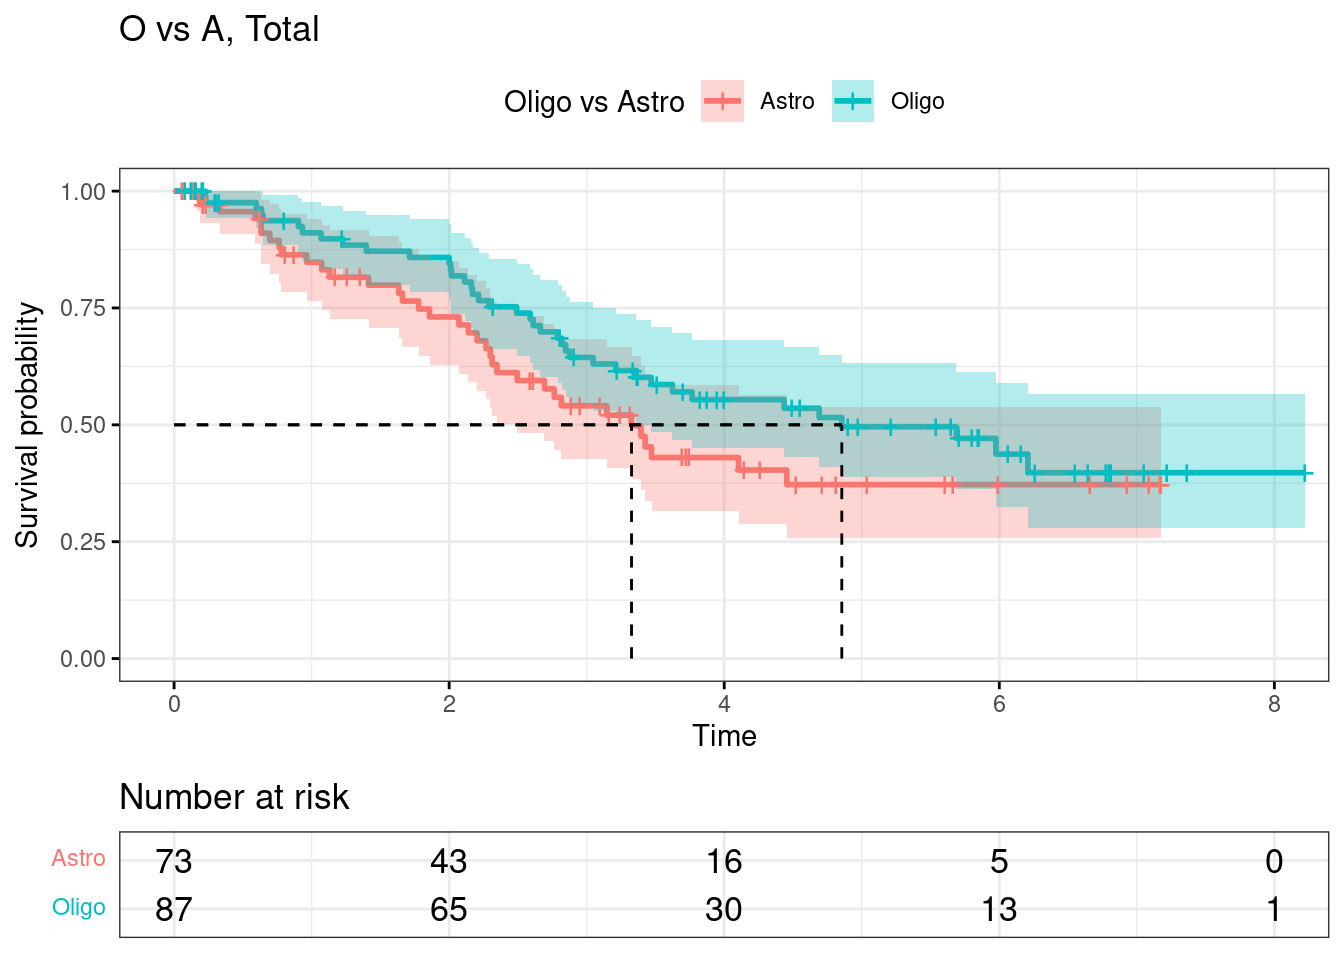 O vs A, Total
Oligo vs Astro Astro Oligo
1.00
0.75
0.50
0.25
0.00
Survival probability
0 2 4 6 8
Time
Number at risk
Astro 73 43 16 5 0
Oligo 87 65 30 13 1